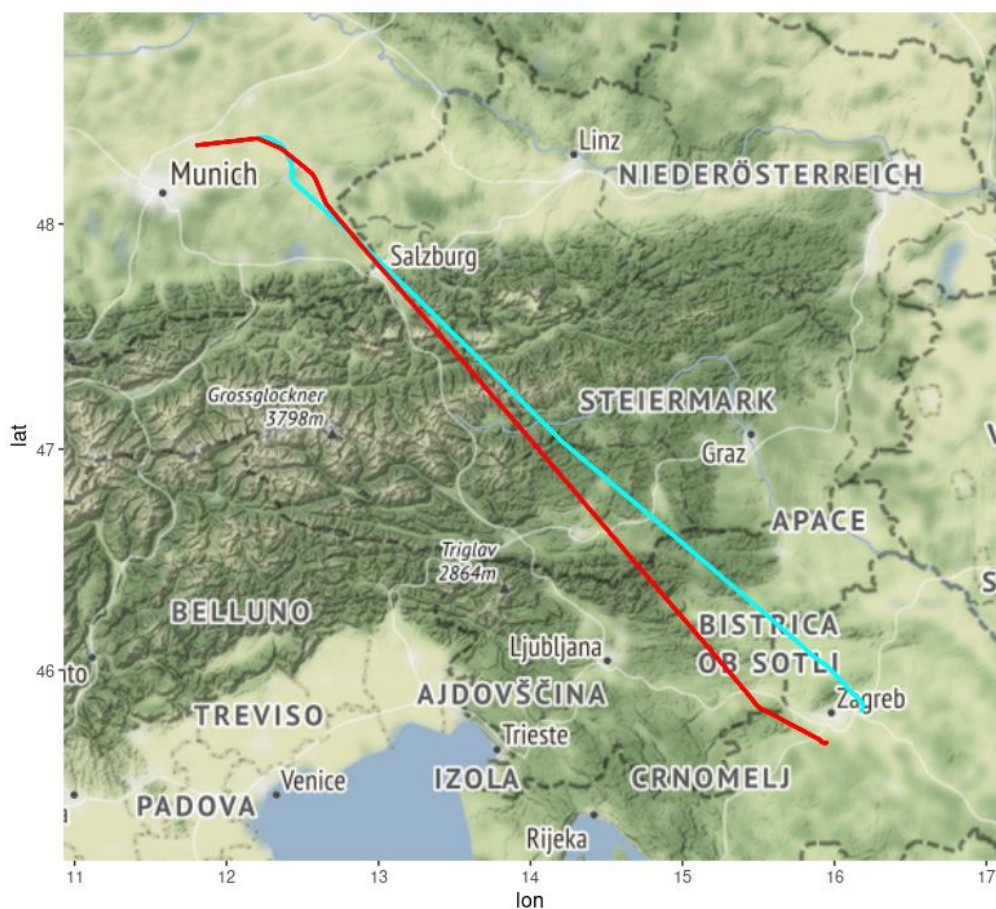 Linz
Munich
NIEDERÖSTERREICH
48
Salzburg
Grossglockner
3798m
STEIERMARK
lat
47
Graz
APACE
Triglav
2864m
BELLUNO
BISTRICA
OB SOTLI
Ljubljana
46
nto
AJDOVŠČINA
Zagreb
TREVISO
Trieste
Venice
IZOLA
CRNOMELJ
PADOVA
Rijeka
11
12
13
14
15
16
17
lon